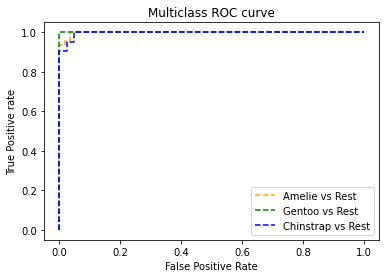 Multiclass ROC curve
True Positive rate
1.0
0.8
0.6
0.4
0.2
0.0
Amelie vs Rest
Gentoo vs Rest
Chinstrap vs Rest
0.0 0.2 0.4 0.6 0.8 1.0
False Positive Rate